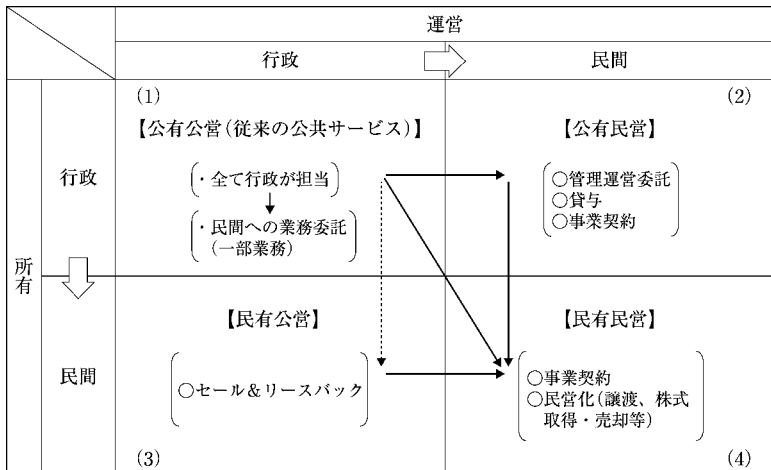 運営
行政
民間
所有
行政
民間
(1)
【公有公営(従来の公共サービス)】
・全て行政が担当
・民間への業務委託
(一部業務)
(2)
【公有民営】
○管理運営委託
○貸与
○事業契約
【民有公営】
○セール&リースバック
(3)
【民有民営】
○事業契約
○民営化(譲渡、株式
取得・売却等)
(4)